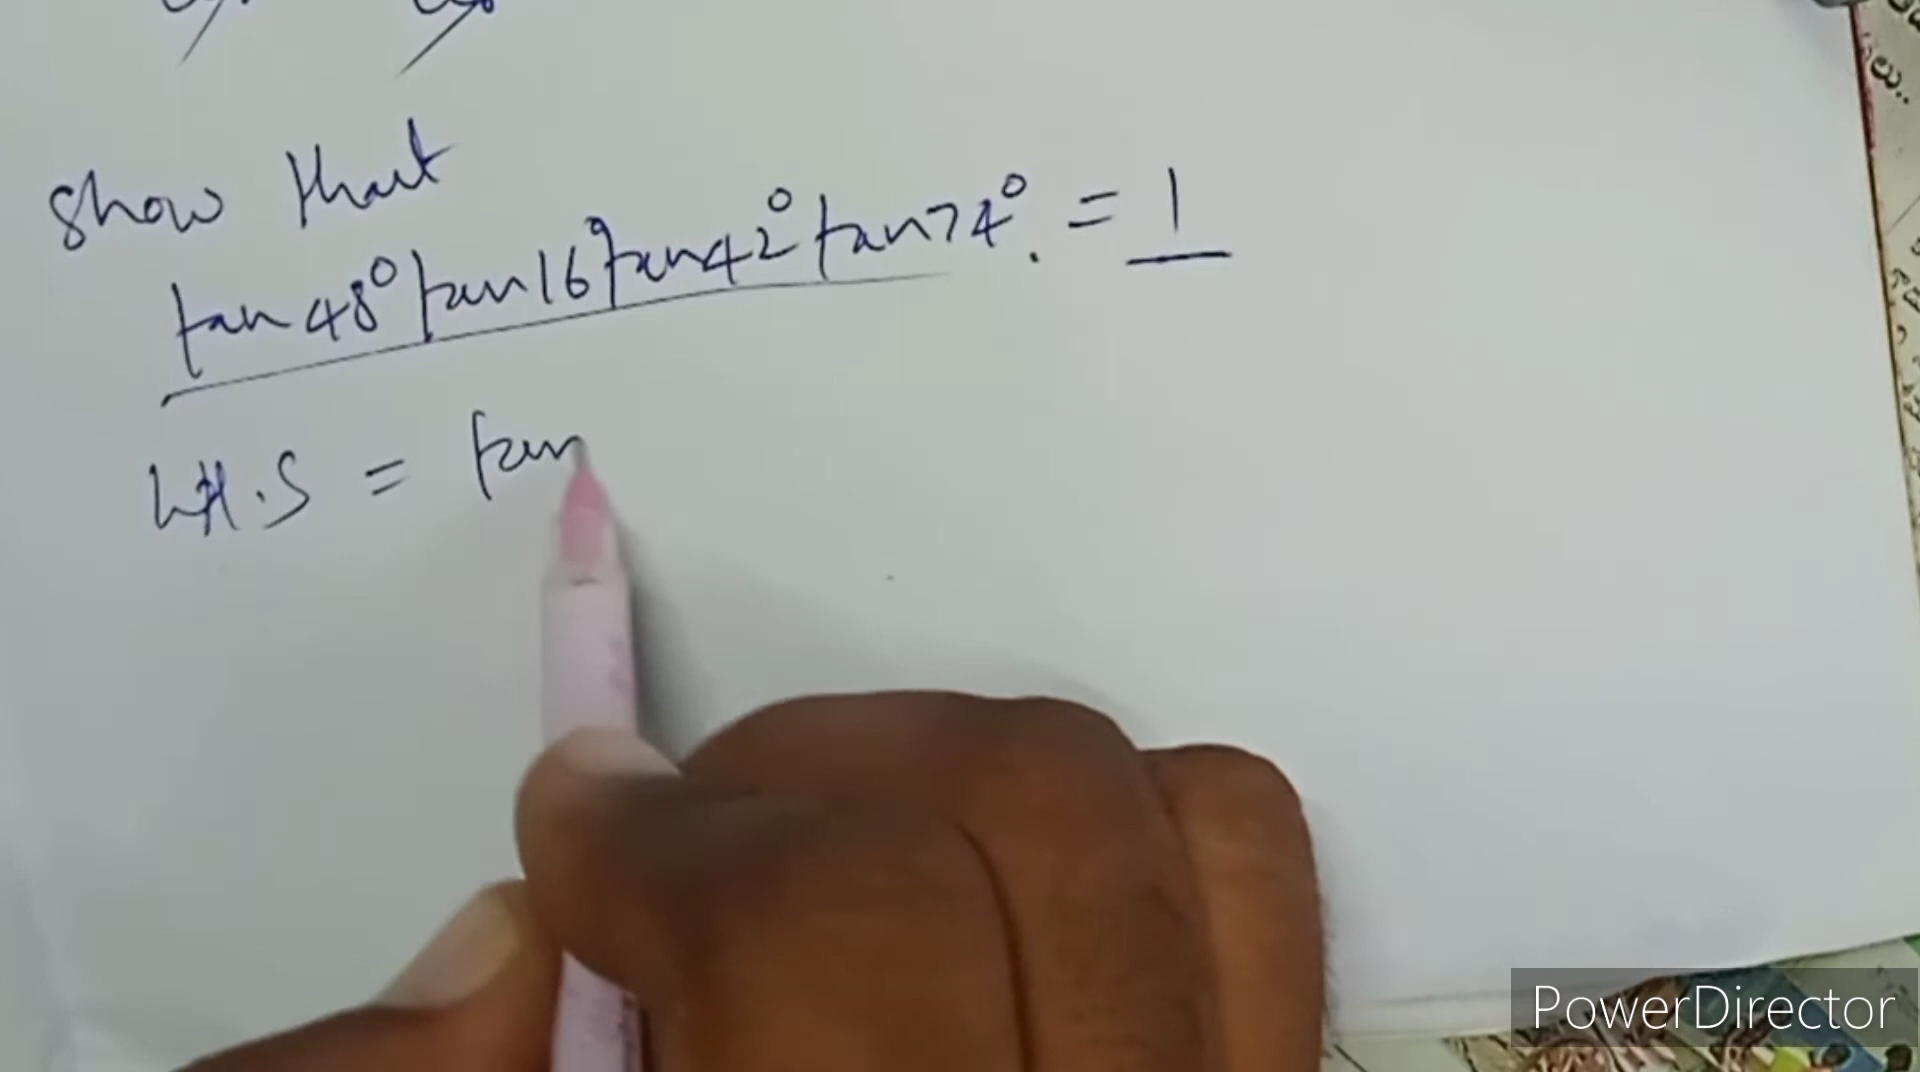 Show that
tan 48° tan 16° tan 42° tan 74°. = 1
L.H.S = tan
PowerDirector